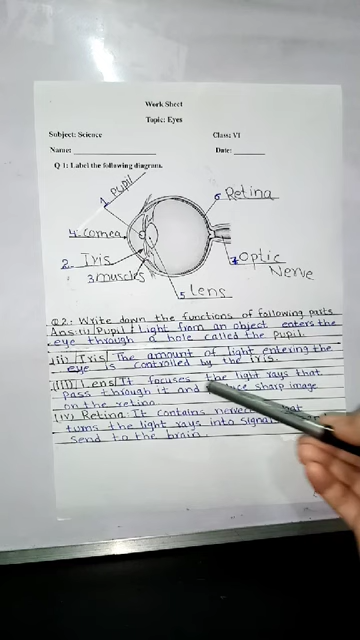 Work Sheet
Topic: Eyes
Subject: Science Class: VI
Name: Date:
Q 1: Label the following diagram.
1. Pupil
6 Retina
4. Cornea
2. Iris
7 Optic
Nerve
3 muscles
5 Lens
Q2: Write down the functions of following parts
Ans: (i) Pupil: Light from an object enters the
eye through a hole called the Pupil.
(ii) Iris: The amount of light entering the
eye is controlled by the Iris.
(iii) Lens: It focuses the light rays that
pass through it and sharp image
on the retina.
(iv) Retina: It contains
turns the light rays into
send to the brain.